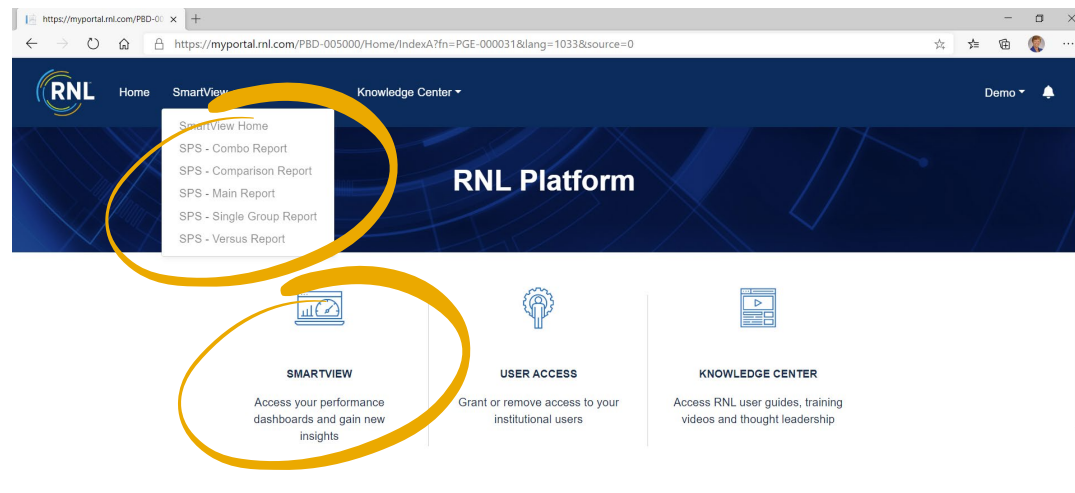 https://myportal.rnl.com/PBD-00
https://myportal.rnl.com/PBD-005000/Home/IndexA?fn=PGE-000031&lang=1033&source=0
RNL Home SmartView Knowledge Center Demo
SmartView Home
SPS - Combo Report
SPS - Comparison Report
SPS - Main Report
SPS - Single Group Report
SPS - Versus Report
RNL Platform
SMARTVIEW
Access your performance
dashboards and gain new
insights
USER ACCESS
Grant or remove access to your
institutional users
KNOWLEDGE CENTER
Access RNL user guides, training
videos and thought leadership